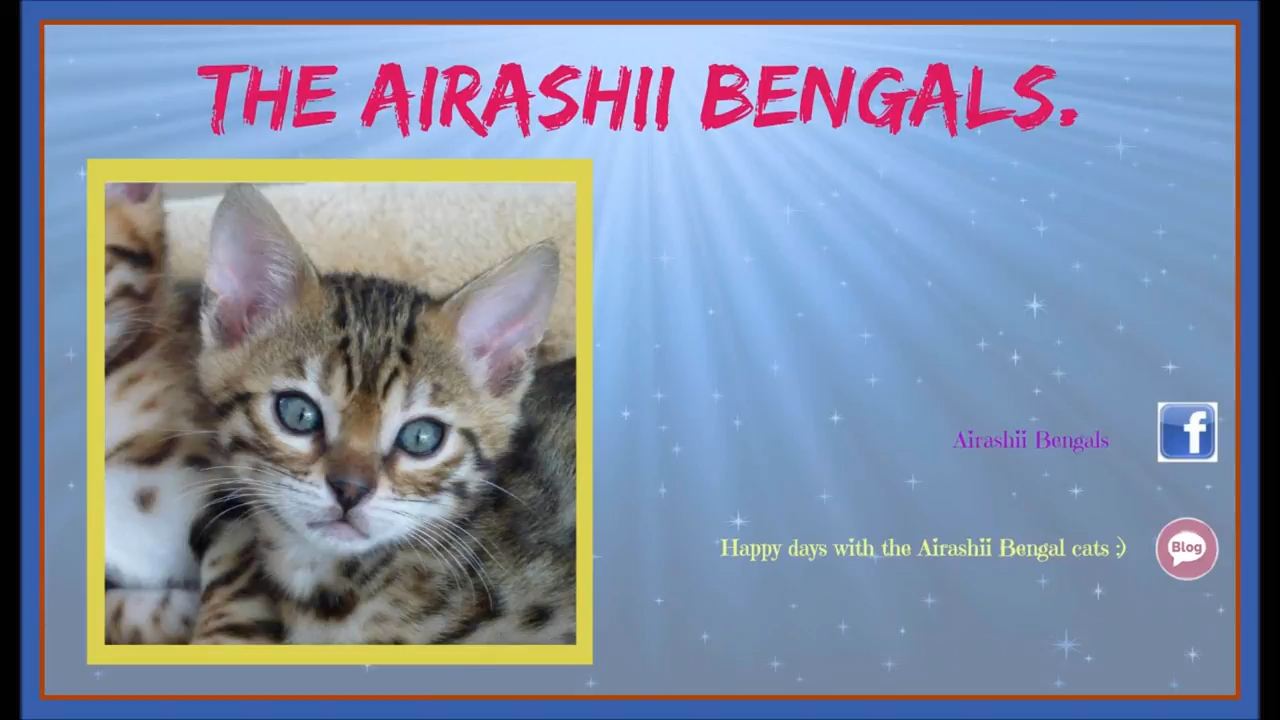 THE AIRASHII BENGALS.
Airashii Bengals
f
Happy days with the Airashii Bengal cats :)
Blog